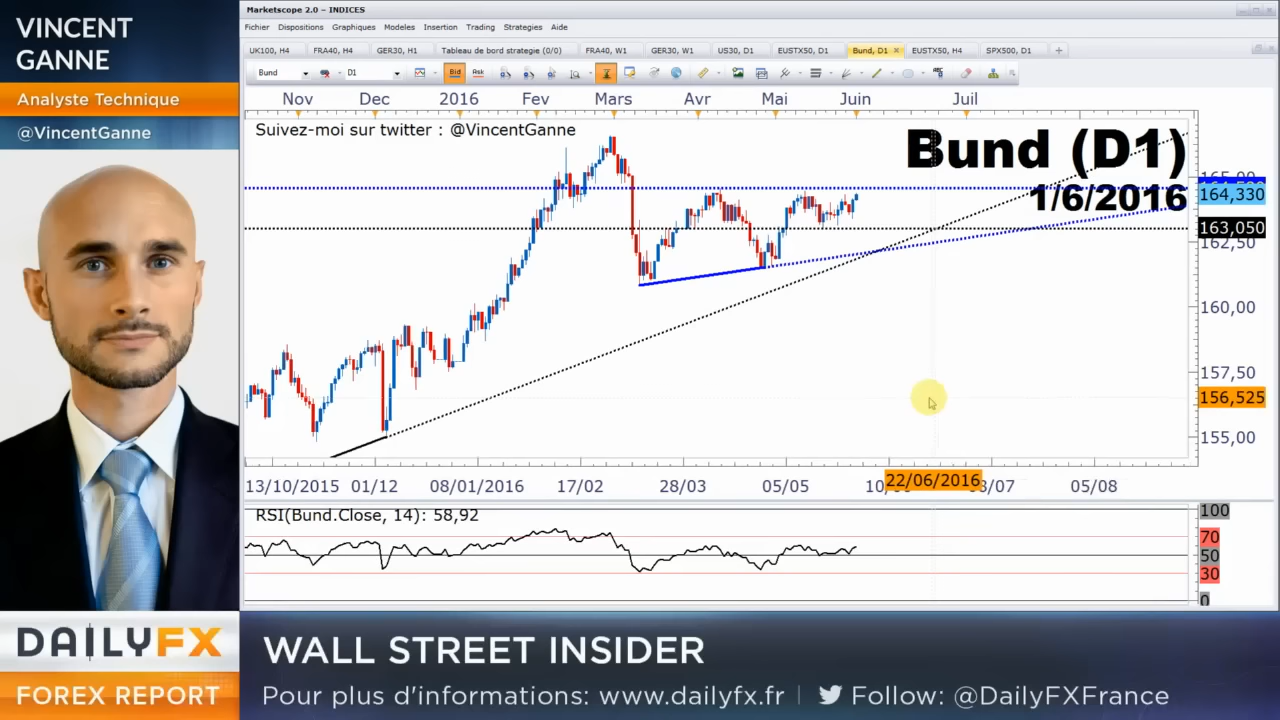 VINCENT
GANNE
Analyste Technique
@VincentGanne
Marketscope 2.0 – INDICES
Fichier Dispositions Graphiques Modeles Insertion Trading Strategies Aide
UK100, H4 FRA40, H4 GER30, H1 Tableau de bord strategie (0/0) FRA40, W1 GER30, W1 US30, D1 EUSTX50, D1 Bund, D1 EUSTX50, H4 SPX500, D1
Bund D1 Bid Ask
Nov Dec 2016 Fev Mars Avr Mai Juin Juil
Suivez-moi sur twitter : @VincentGanne
Bund (D1)
1/6/2016
165,00
164,330
163,050
162,50
160,00
157,50
156,525
155,00
13/10/2015 01/12 08/01/2016 17/02 28/03 05/05 22/06/2016 05/08
RSI(Bund.Close, 14): 58,92
100
70
50
30
0
DAILYFX
FOREX REPORT
WALL STREET INSIDER
Pour plus d'informations: www.dailyfx.fr | Follow: @DailyFXFrance